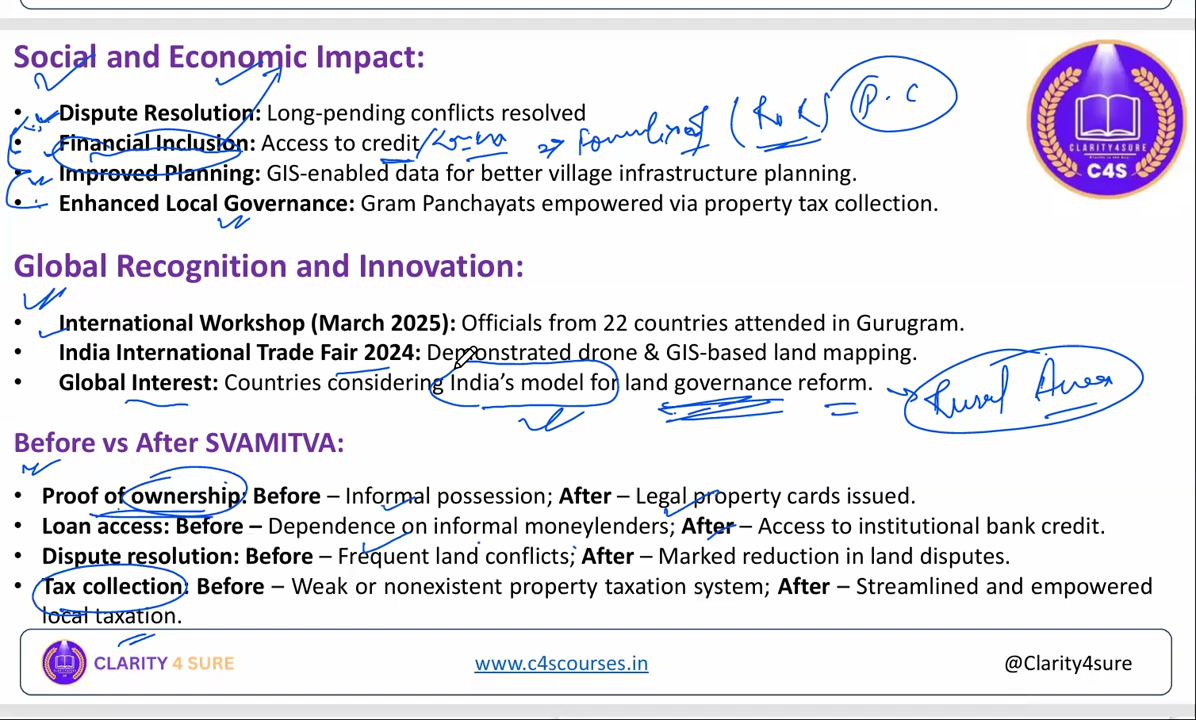 Social and Economic Impact:
• Dispute Resolution: Long-pending conflicts resolved
• Financial Inclusion: Access to credit
(RoR) P.C
• Improved Planning: GIS-enabled data for better village infrastructure planning.
• Enhanced Local Governance: Gram Panchayats empowered via property tax collection.
CLARITY4SURE
C4S
Global Recognition and Innovation:
• International Workshop (March 2025): Officials from 22 countries attended in Gurugram.
• India International Trade Fair 2024: Demonstrated drone & GIS-based land mapping.
• Global Interest: Countries considering India's model for land governance reform.
Rural Areas
Before vs After SVAMITVA:
• Proof of ownership: Before – Informal possession; After – Legal property cards issued.
• Loan access: Before – Dependence on informal moneylenders; After – Access to institutional bank credit.
• Dispute resolution: Before – Frequent land conflicts; After – Marked reduction in land disputes.
• Tax collection: Before – Weak or nonexistent property taxation system; After – Streamlined and empowered
local taxation.
CLARITY 4 SURE
www.c4scourses.in
@Clarity4sure